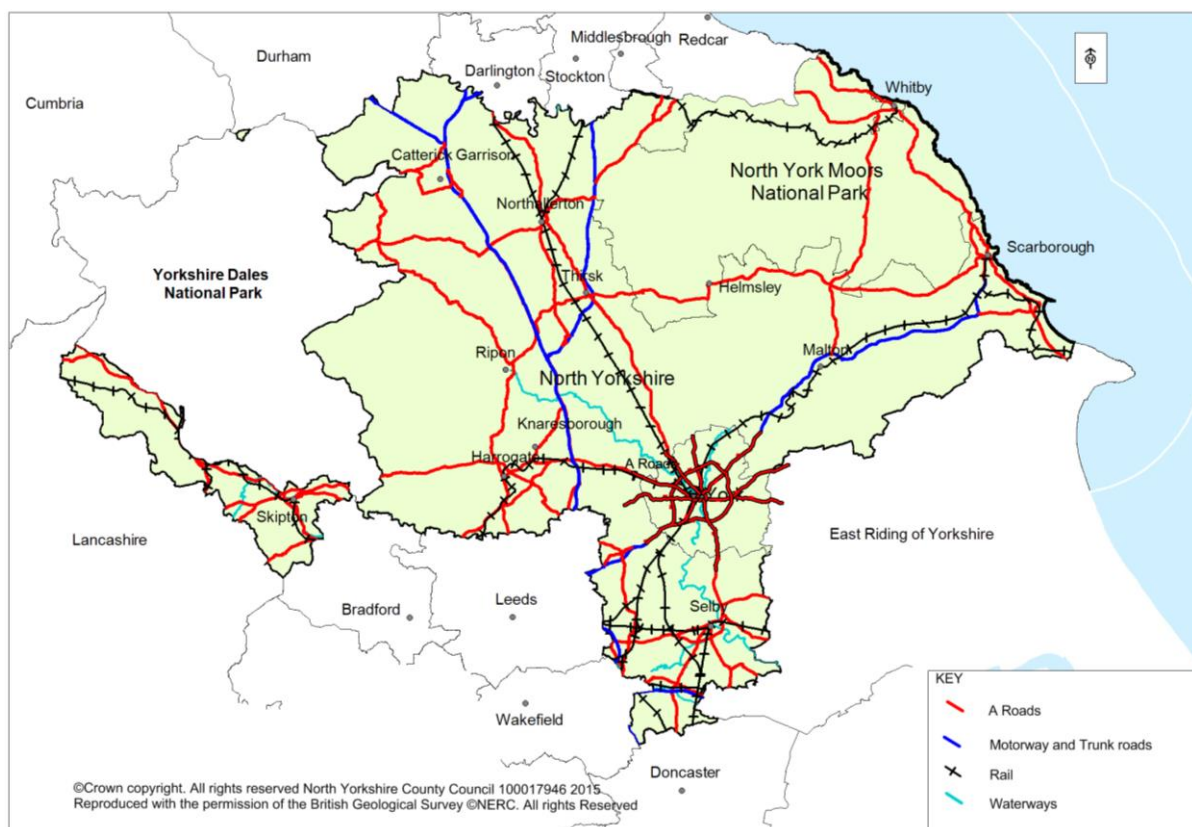 Middlesbrough
Redcar
Durham
Darlington
Stockton
Cumbria
Whitby
N
Catterick Garrison
North York Moors
National Park
Northallerton
Scarborough
Yorkshire Dales
National Park
Thirsk
Helmsley
Ripon
Malton
North Yorkshire
Knaresborough
Harrogate
A Roads
York
Skipton
East Riding of Yorkshire
Lancashire
Bradford
Leeds
Selby
Wakefield
Doncaster
KEY
A Roads
Motorway and Trunk roads
Rail
Waterways
©Crown copyright. All rights reserved North Yorkshire County Council 100017946 2015
Reproduced with the permission of the British Geological Survey ©NERC. All rights Reserved